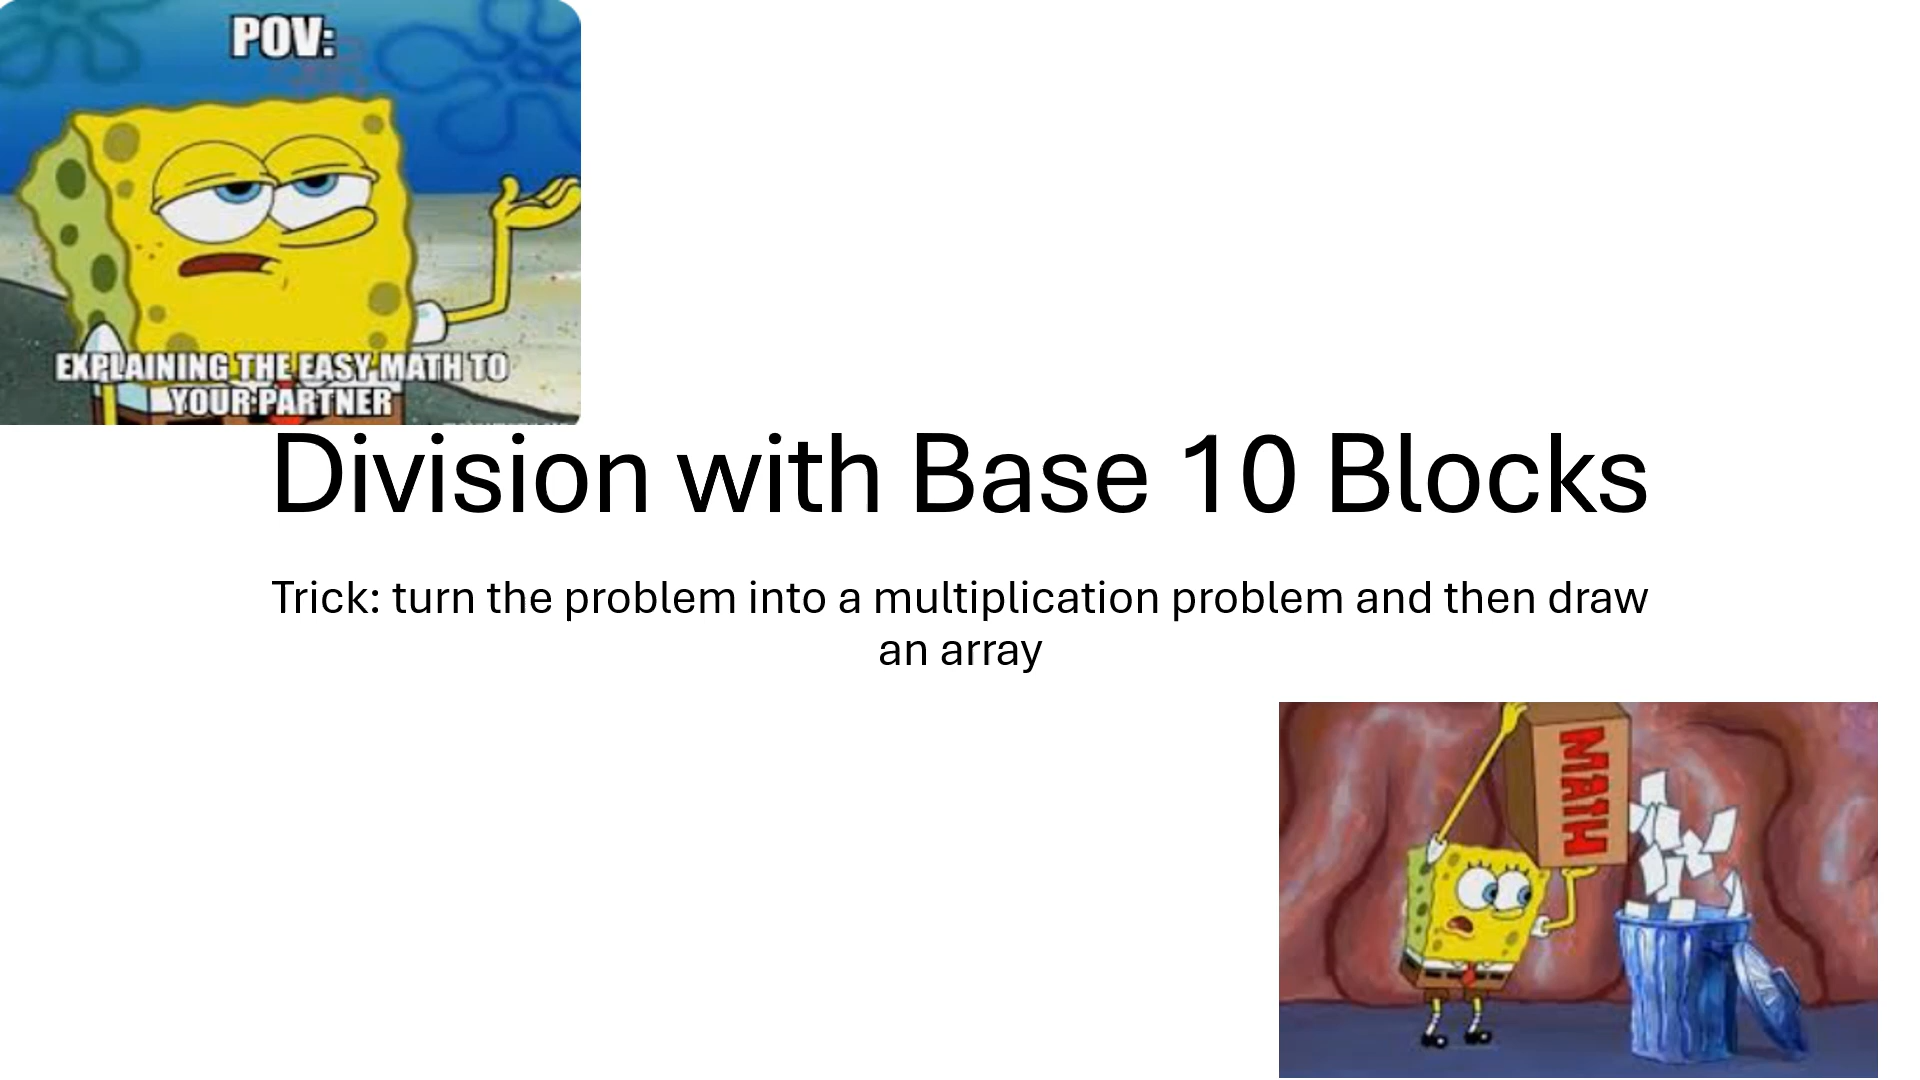 POV:
EXPLAINING THE EASY MATH TO
YOUR PARTNER
Division with Base 10 Blocks
Trick: turn the problem into a multiplication problem and then draw
an array
MATH